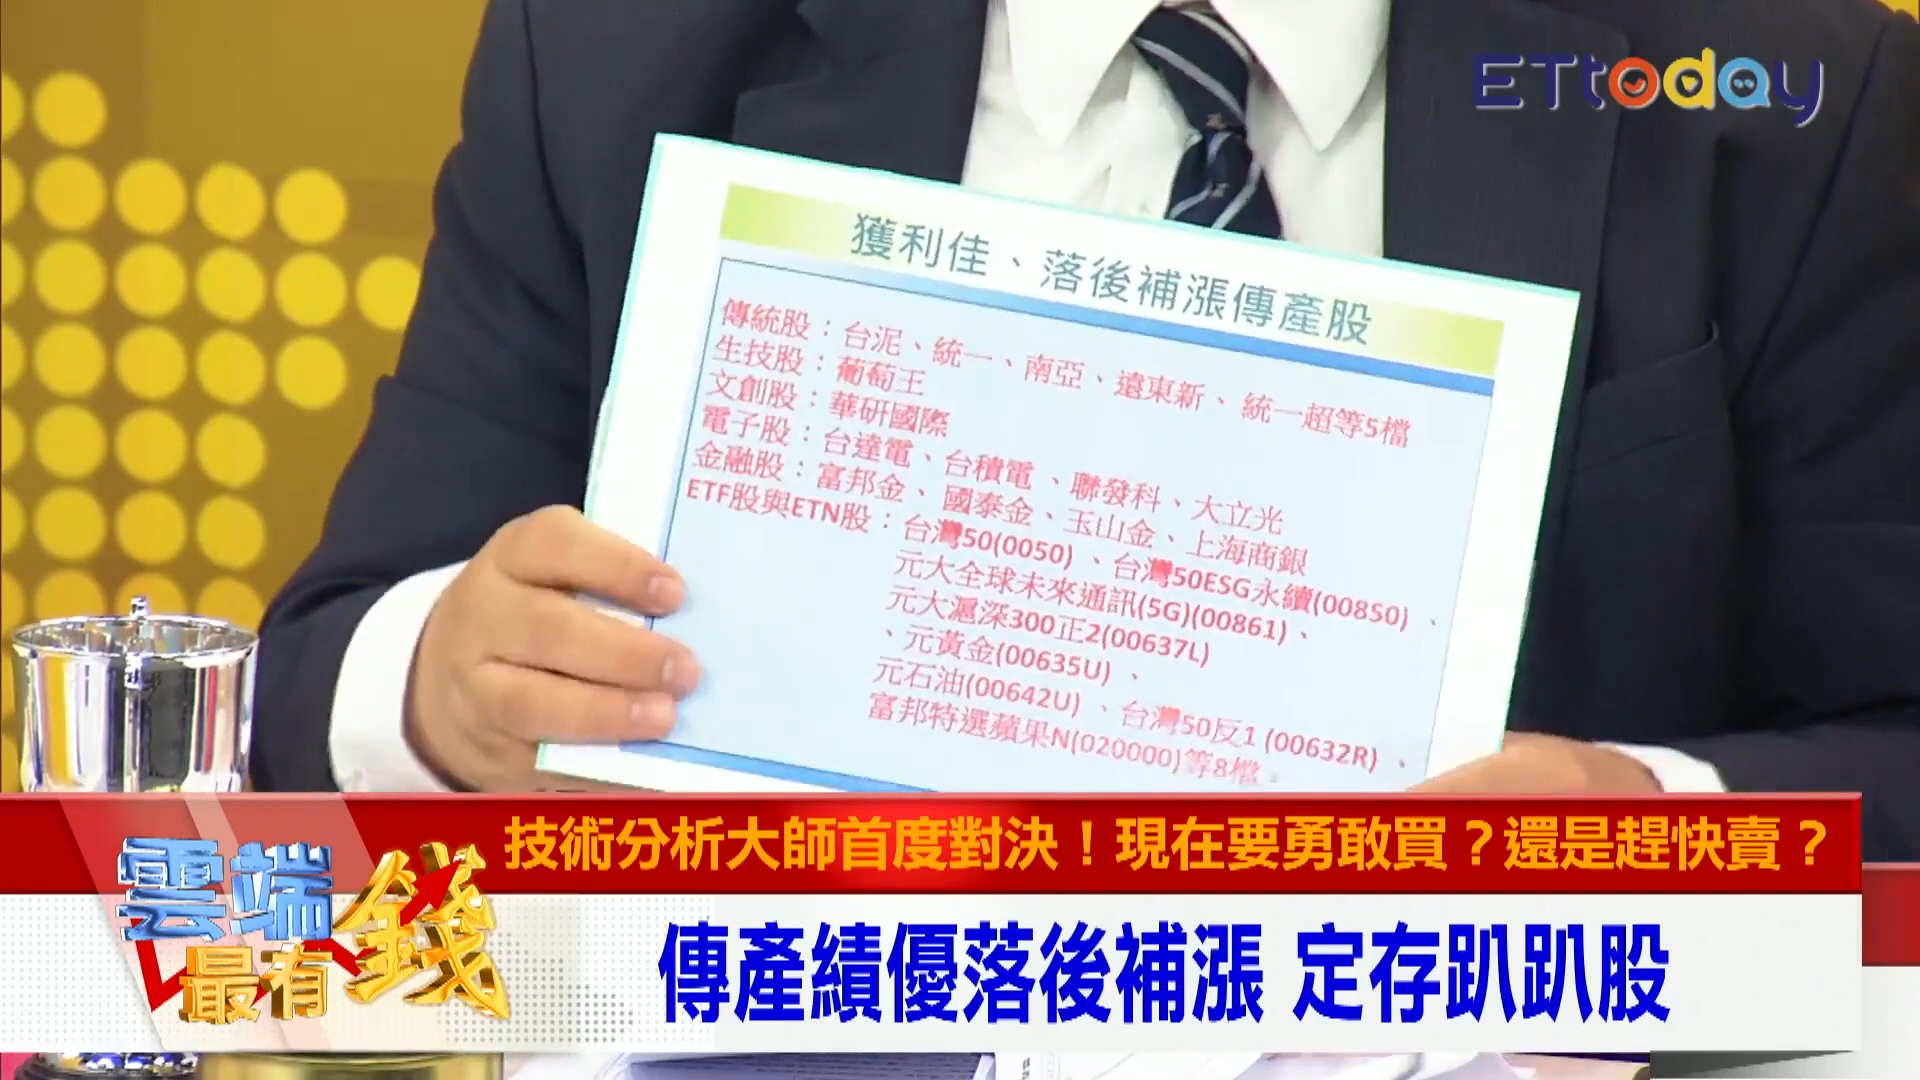 ETtoday
獲利佳、落後補漲傳產股
傳統股：台泥、統一、南亞、遠東新、統一超等5檔
生技股：葡萄王
文創股：華研國際
電子股：台達電、台積電、聯發科、大立光
金融股：富邦金、國泰金、玉山金、上海商銀
ETF股與ETN股：台灣50(0050)、台灣50ESG永續(00850)、
元大全球未來通訊(5G)(00861)、
元大滬深300正2(00637L)
、元黃金(00635U)、
元石油(00642U)、台灣50反1(00632R)、
富邦特選蘋果N(020000)等8檔。
技術分析大師首度對決！現在要勇敢買？還是趕快賣？
雲端最有錢
傳產績優落後補漲 定存趴趴股